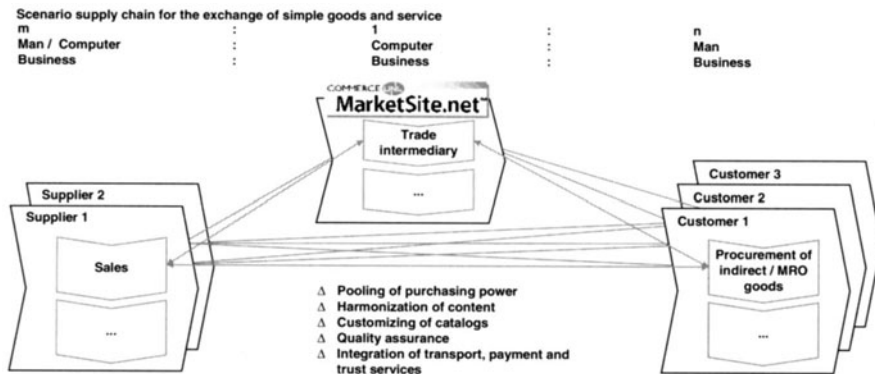 Scenario supply chain for the exchange of simple goods and service
m : 1 : n
Man / Computer : Computer : Man
Business : Business : Business
COMMERCE
MarketSite.net™
Trade
intermediary
...
Customer 3
Customer 2
Customer 1
Supplier 2
Supplier 1
Sales
...
Procurement of
indirect / MRO
goods
...
Δ Pooling of purchasing power
Δ Harmonization of content
Δ Customizing of catalogs
Δ Quality assurance
Δ Integration of transport, payment and
trust services